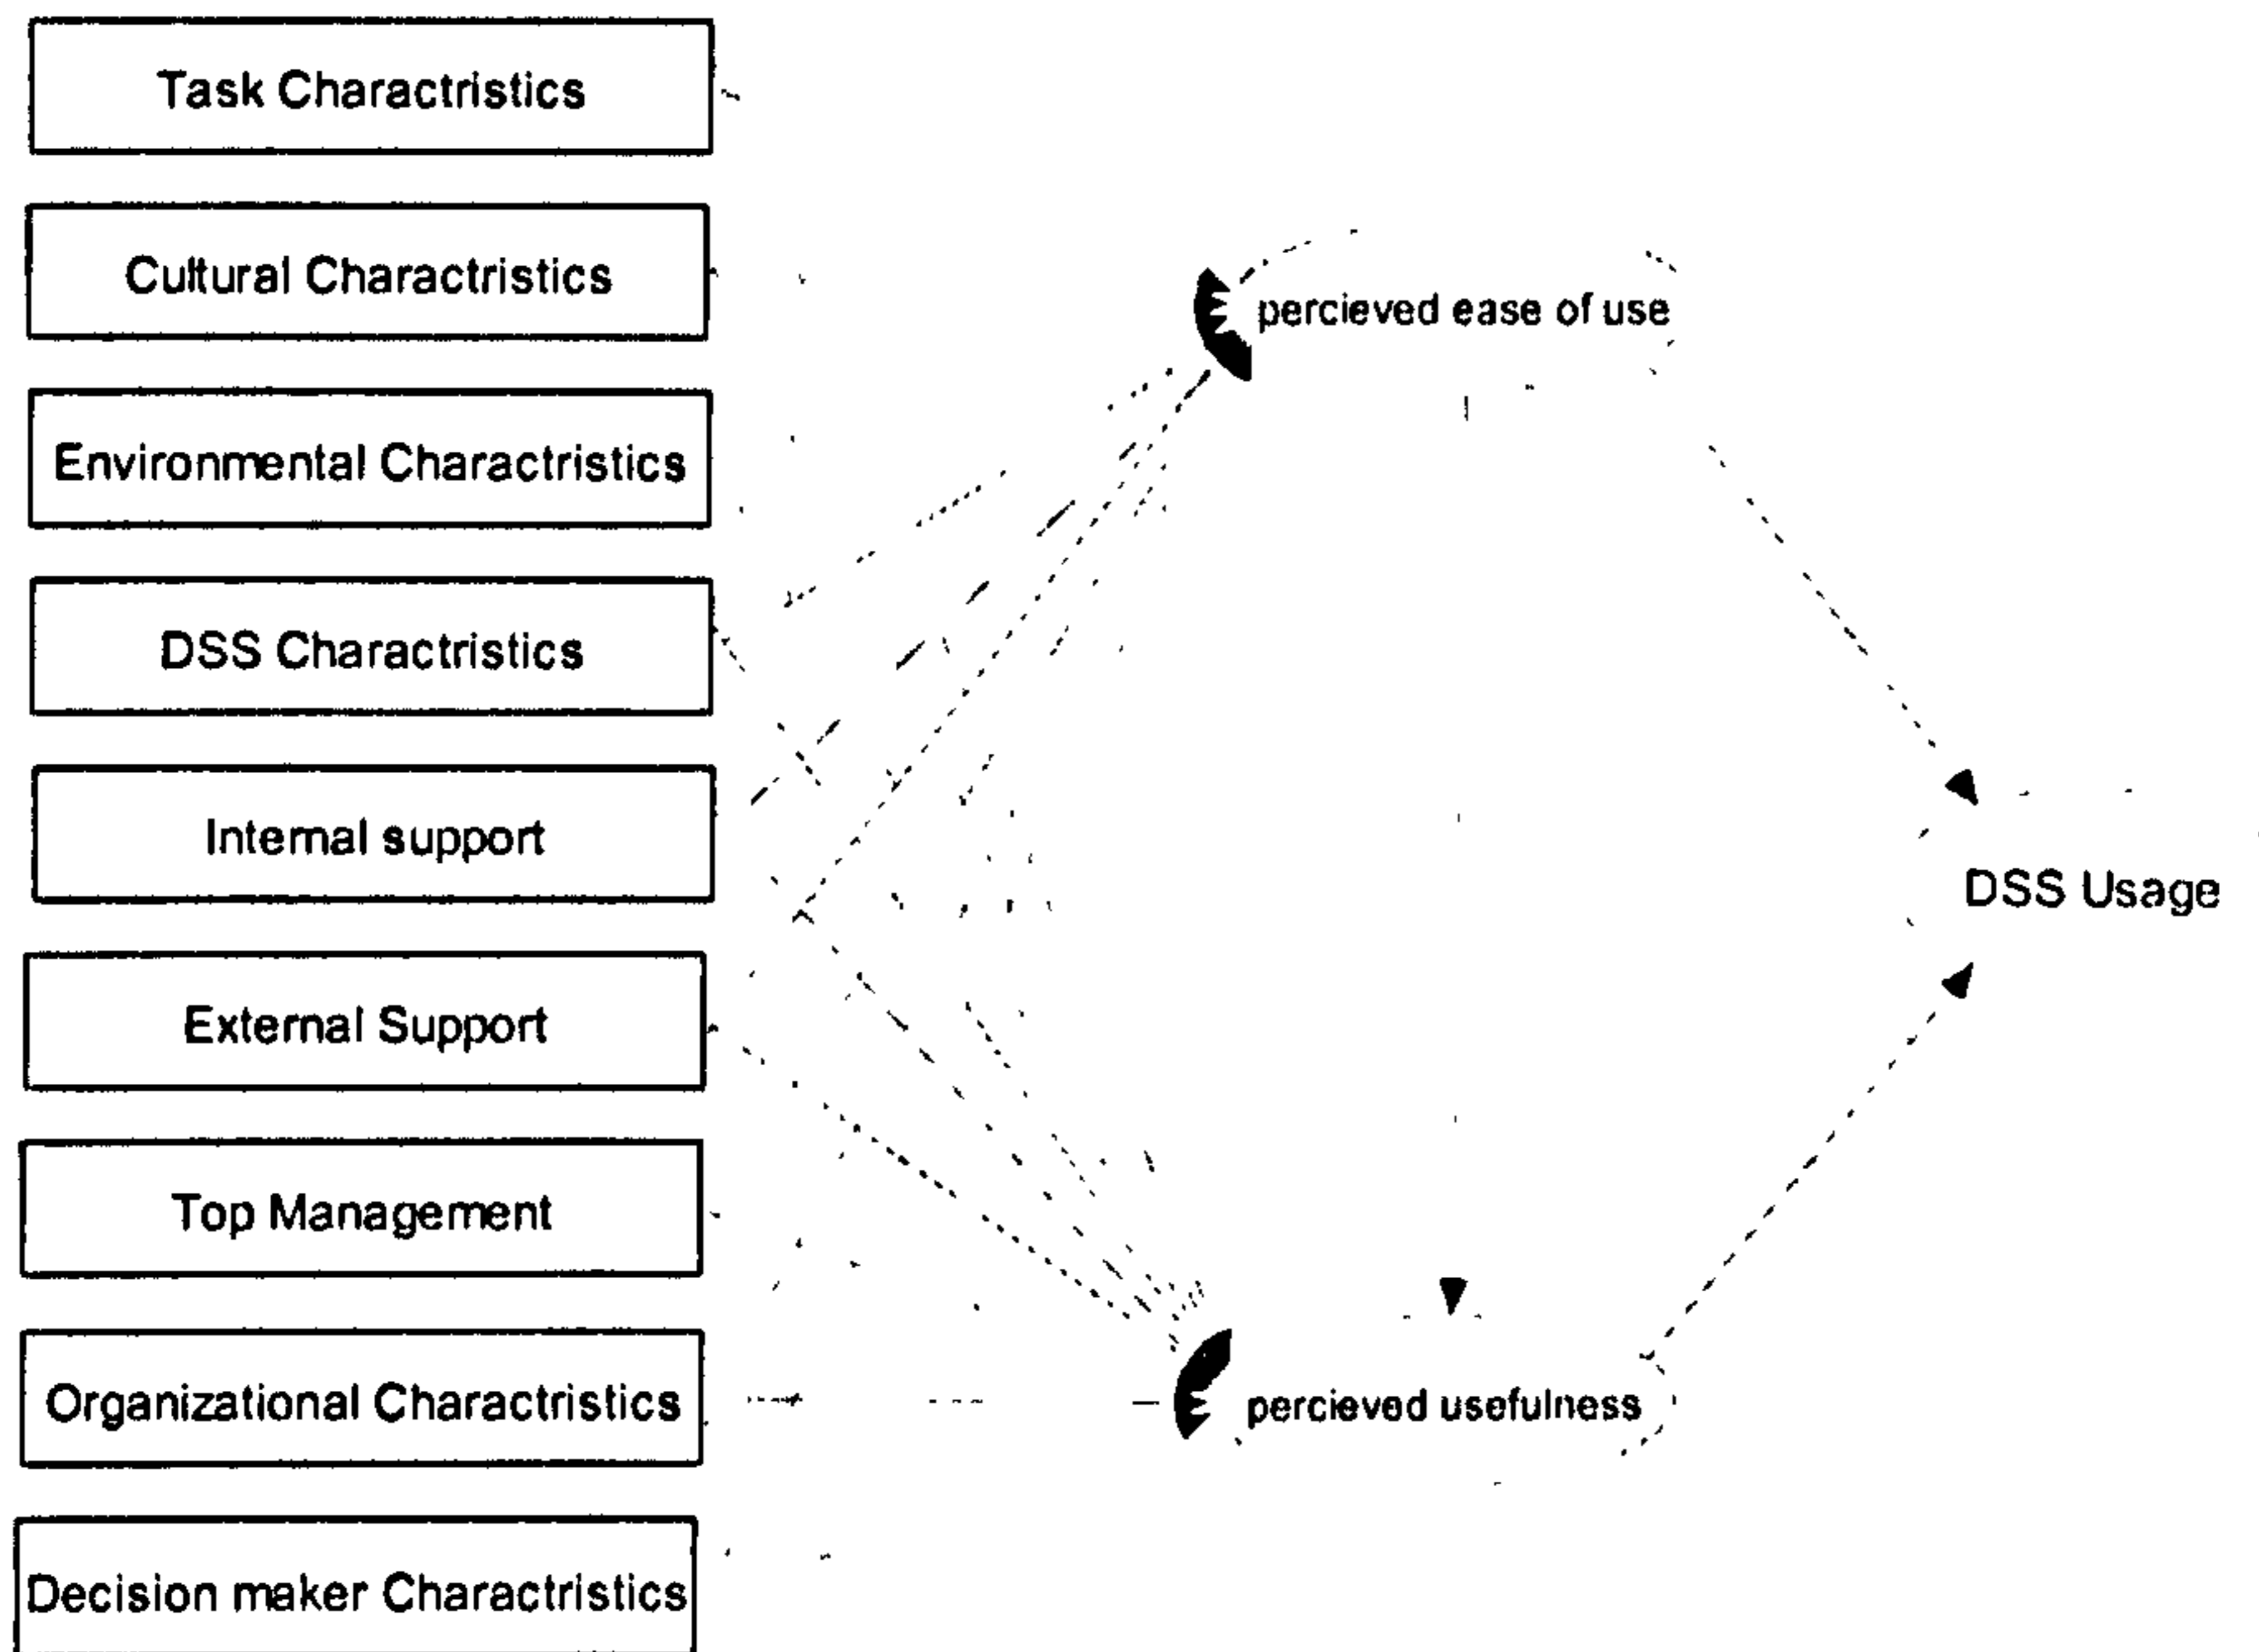 Task Charactristics
Cultural Charactristics
percieved ease of use
Environmental Charactristics
DSS Charactristics
Internal support
DSS Usage
External Support
Top Management
Organizational Charactristics
percieved usefulness
Decision maker Charactristics